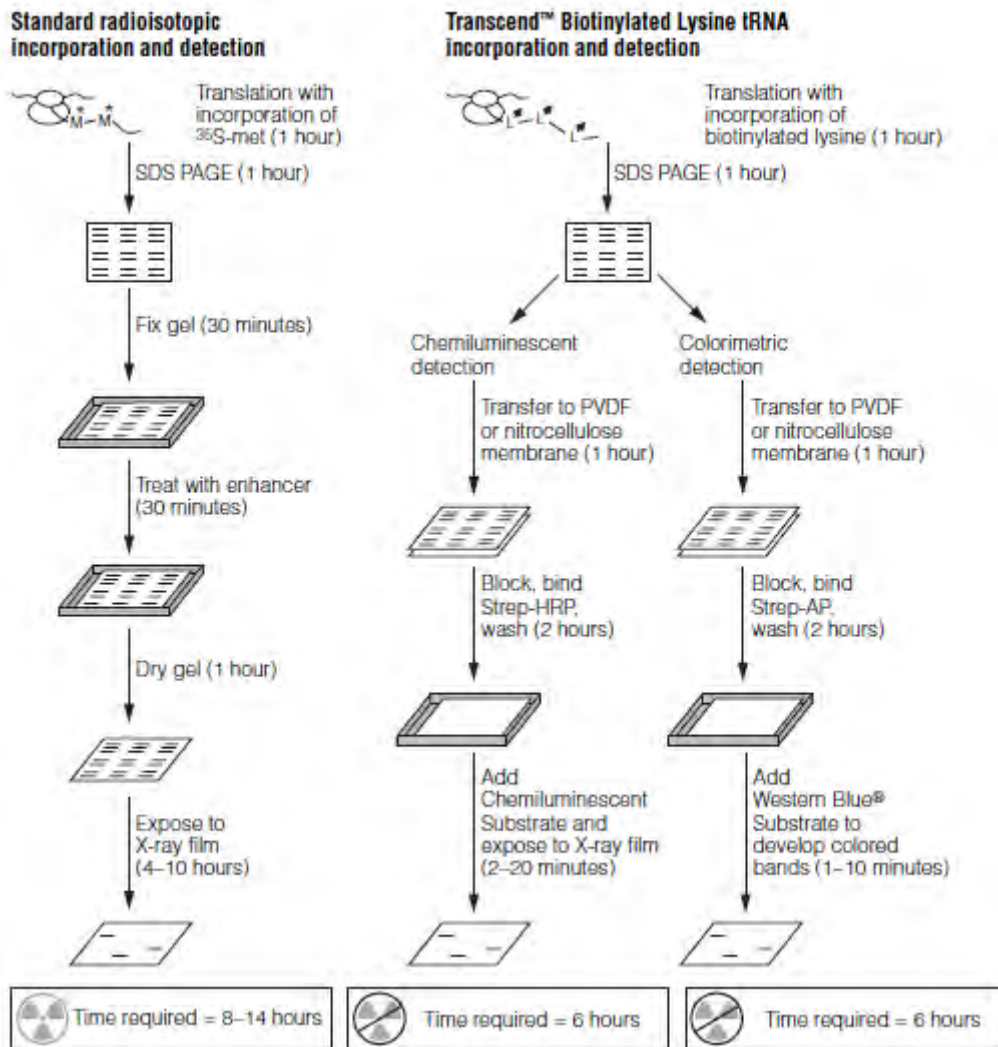 Standard radioisotopic
incorporation and detection
Translation with
incorporation of
³⁵S-met (1 hour)
* *
M M
SDS PAGE (1 hour)
Fix gel (30 minutes)
Treat with enhancer
(30 minutes)
Dry gel (1 hour)
Expose to
X-ray film
(4–10 hours)
Time required = 8–14 hours
Transcend™ Biotinylated Lysine tRNA
incorporation and detection
Translation with
incorporation of
biotinylated lysine (1 hour)
L L
L
SDS PAGE (1 hour)
Chemiluminescent
detection
Transfer to PVDF
or nitrocellulose
membrane (1 hour)
Block, bind
Strep-HRP,
wash (2 hours)
Add
Chemiluminescent
Substrate and
expose to X-ray film
(2–20 minutes)
Time required = 6 hours
Colorimetric
detection
Transfer to PVDF
or nitrocellulose
membrane (1 hour)
Block, bind
Strep-AP,
wash (2 hours)
Add
Western Blue®
Substrate to
develop colored
bands (1–10 minutes)
Time required = 6 hours